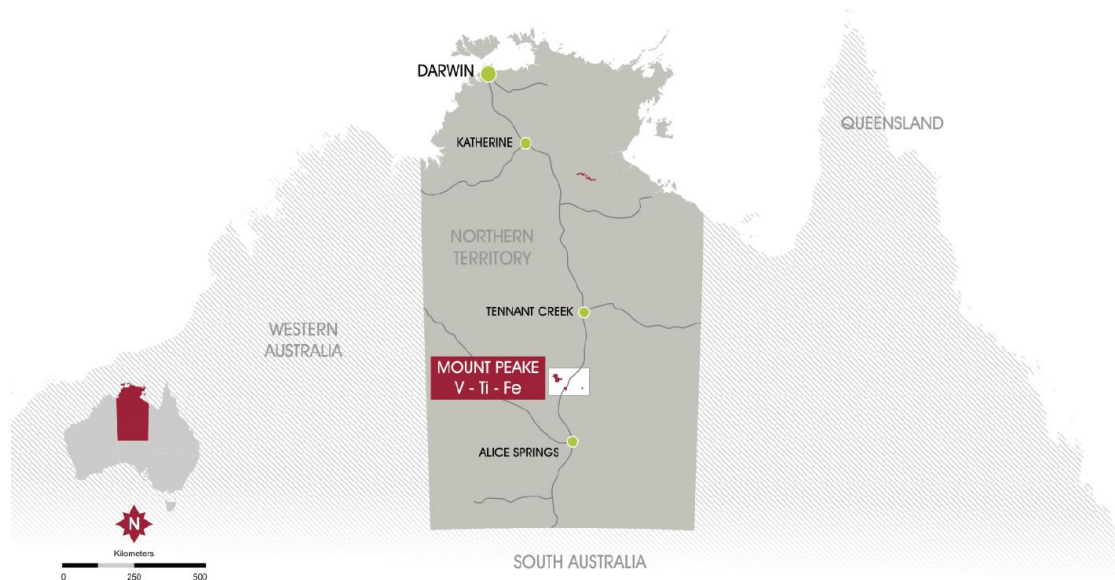 DARWIN
QUEENSLAND
KATHERINE
NORTHERN
TERRITORY
TENNANT CREEK
WESTERN
AUSTRALIA
MOUNT PEAKE
V - Ti - Fe
ALICE SPRINGS
N
Kilometers
0 250 500
SOUTH AUSTRALIA